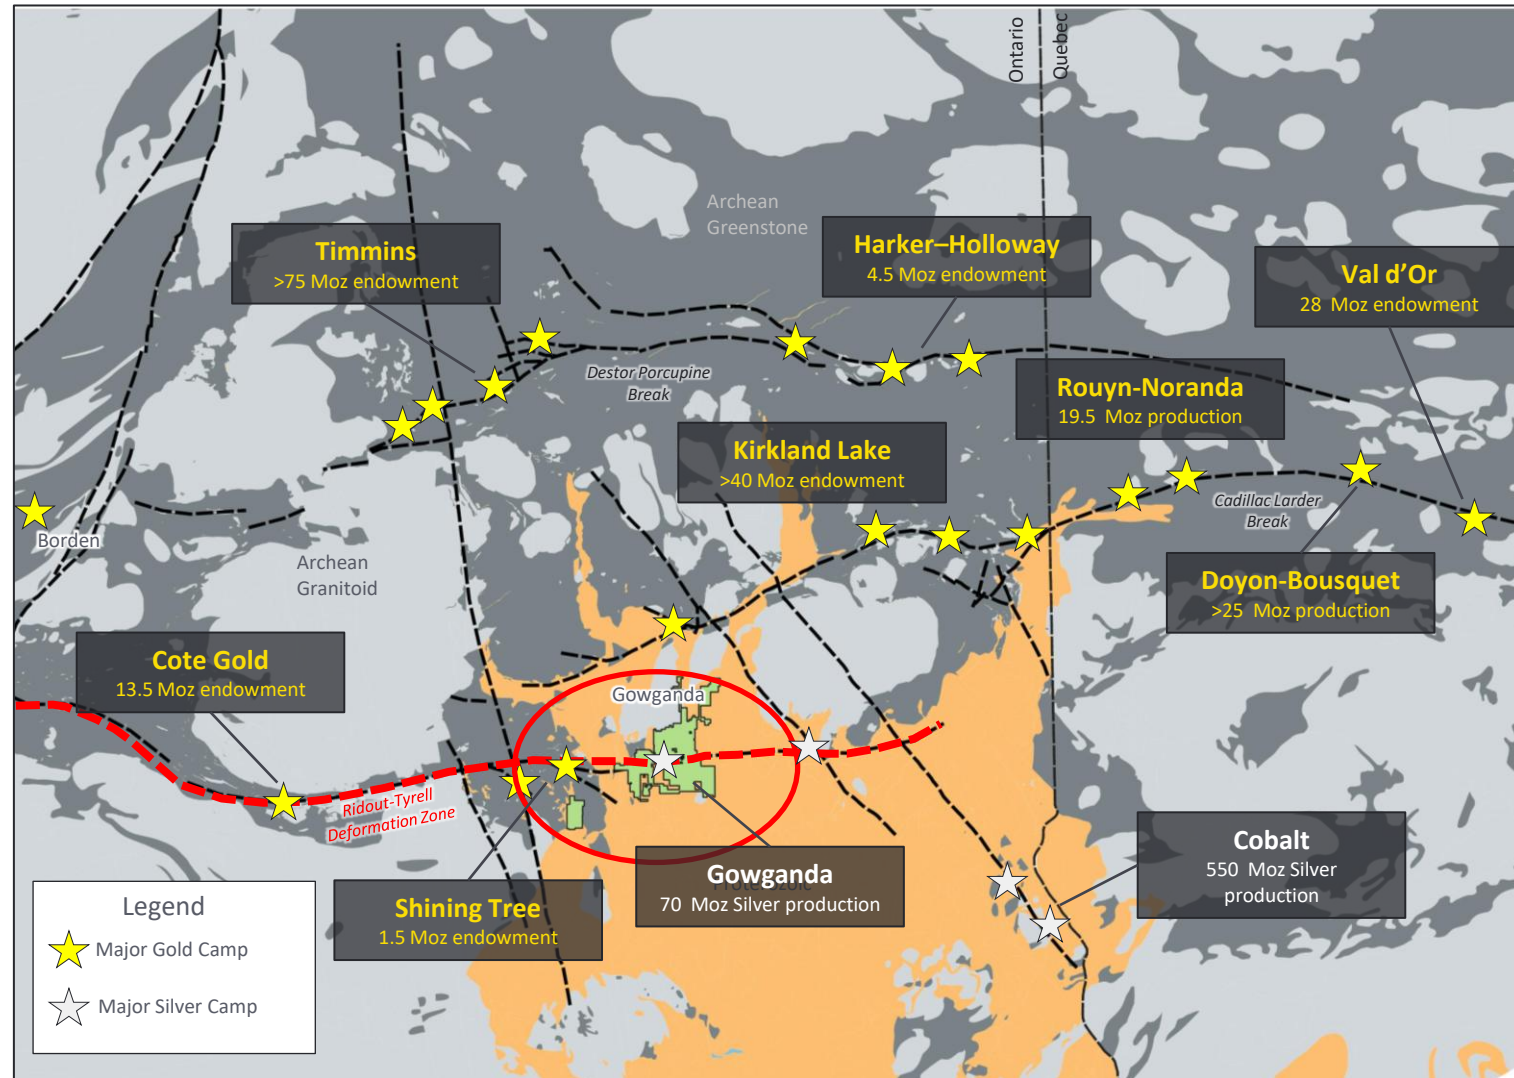 Ontario
Quebec
Archean
Greenstone
Timmins
>75 Moz endowment
Harker–Holloway
4.5 Moz endowment
Val d’Or
28 Moz endowment
Destor Porcupine
Break
Rouyn-Noranda
19.5 Moz production
Kirkland Lake
>40 Moz endowment
Cadillac Larder
Break
Borden
Archean
Granitoid
Doyon-Bousquet
>25 Moz production
Cote Gold
13.5 Moz endowment
Gowganda
Ridout-Tyrell
Deformation Zone
Gowganda
Proterozoic
70 Moz Silver production
Cobalt
550 Moz Silver
production
Shining Tree
1.5 Moz endowment
Legend
Major Gold Camp
Major Silver Camp